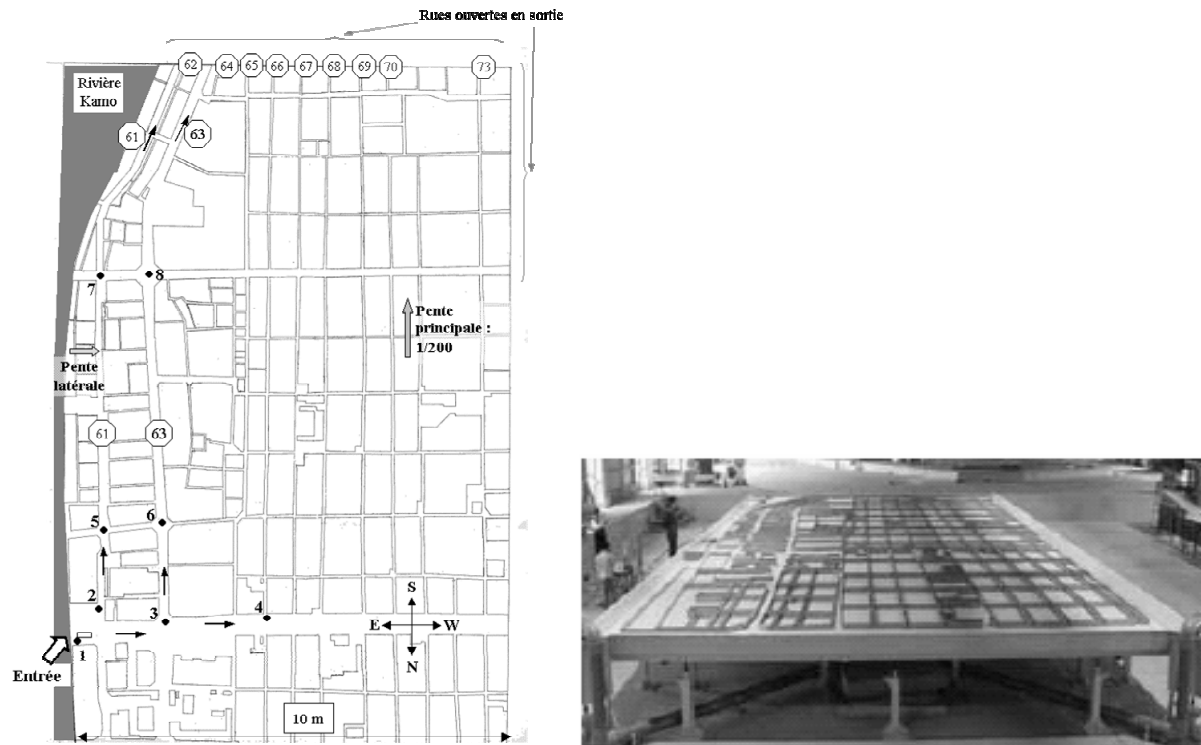 Rues ouvertes en sortie
62 64 65 66 67 68 69 70 73
Rivière
Kamo
61 63
7 8
Pente
principale :
1/200
Pente
latérale
61 63
5 6
2 3 4
S
E W
N
1
Entrée
10 m